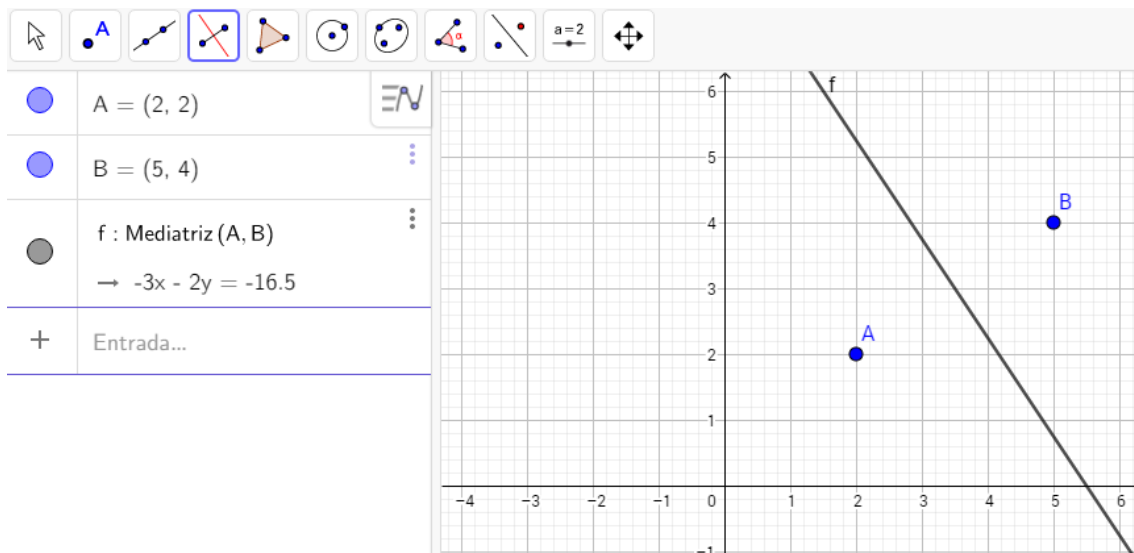 A
α
a=2
A = (2, 2)
B = (5, 4)
f : Mediatriz (A, B)
→ -3x - 2y = -16.5
+ Entrada...
f
6
5
B
4
3
A
2
1
−4 −3 −2 −1 0 1 2 3 4 5 6
−1